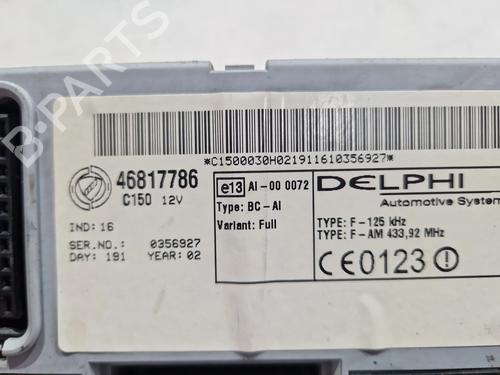 B-PARTS
*C1500030H021911610356927*
46817786
C150 12V
IND: 16
SER.NO.: 0356927
DAY: 191 YEAR: 02
e13 AI-00 0072
Type: BC-AI
Variant: Full
DELPHI
Automotive System
TYPE: F-125 kHz
TYPE: F-AM 433,92 MHz
CE0123